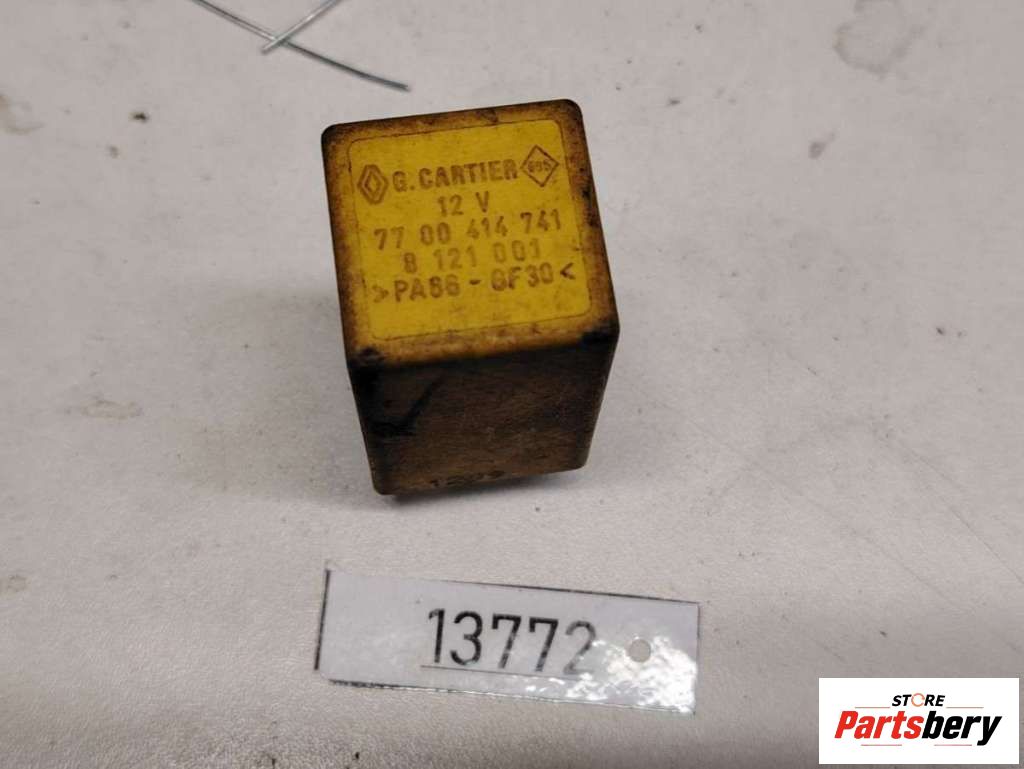 G. CARTIER
12 V
77 00 414 741
8 121 001
>PA66 - GF30<
13772
STORE
Partsbery